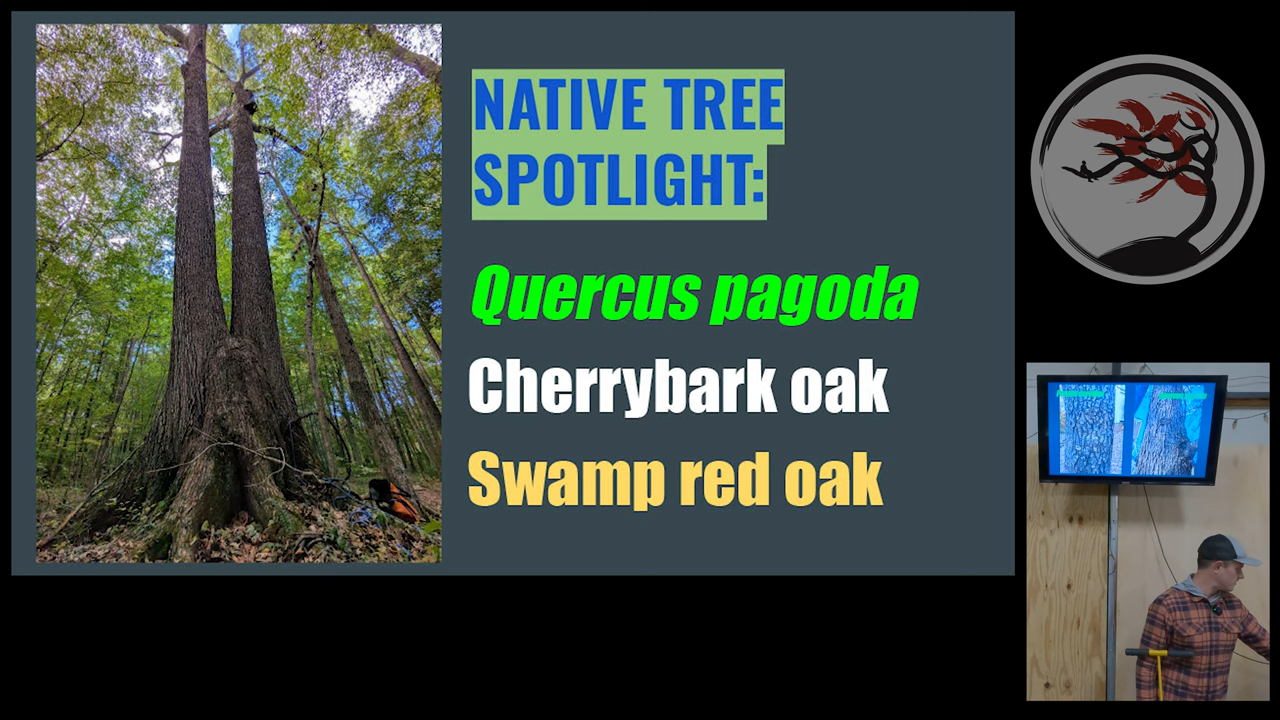 NATIVE TREE
SPOTLIGHT:
Quercus pagoda
Cherrybark oak
Swamp red oak